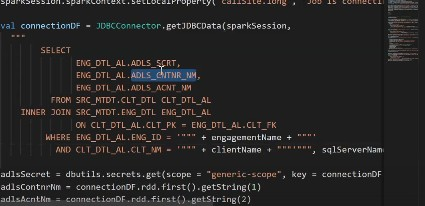 sparkSession.sparkContext.setLocalProperty("callSite.long", "Job is connecti
val connectionDF = JDBCConnector.getJDBCData(sparkSession,
"""
SELECT
ENG_DTL_AL.ADLS_SCRT,
ENG_DTL_AL.ADLS_CNTNR_NM,
ENG_DTL_AL.ADLS_ACNT_NM
FROM SRC_MTDT.CLT_DTL CLT_DTL_AL
INNER JOIN SRC_MTDT.ENG_DTL ENG_DTL_AL
ON CLT_DTL_AL.CLT_PK = ENG_DTL_AL.CLT_FK
WHERE ENG_DTL_AL.ENG_ID = '""" + engagementName + """'
AND CLT_DTL_AL.CLT_NM = '""" + clientName + """'""", sqlServerName
adlsSecret = dbutils.secrets.get(scope = "generic-scope", key = connectionDF
adlsContnrNm = connectionDF.rdd.first().getString(1)
adlsAcntNm = connectionDF.rdd.first().getString(2)